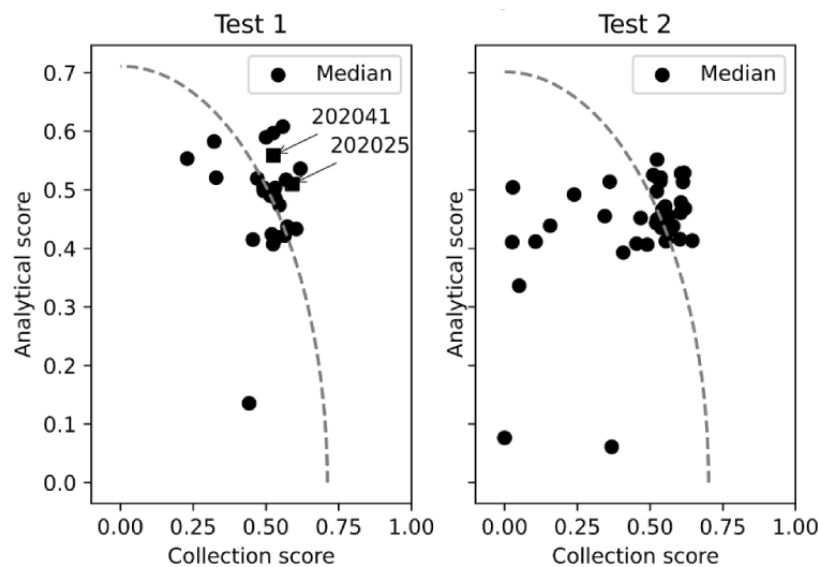 Test 1
Test 2
Median
202041
202025
Median
Analytical score
0.7
0.6
0.5
0.4
0.3
0.2
0.1
0.0
0.00 0.25 0.50 0.75 1.00
Collection score
Analytical score
0.00 0.25 0.50 0.75 1.00
Collection score